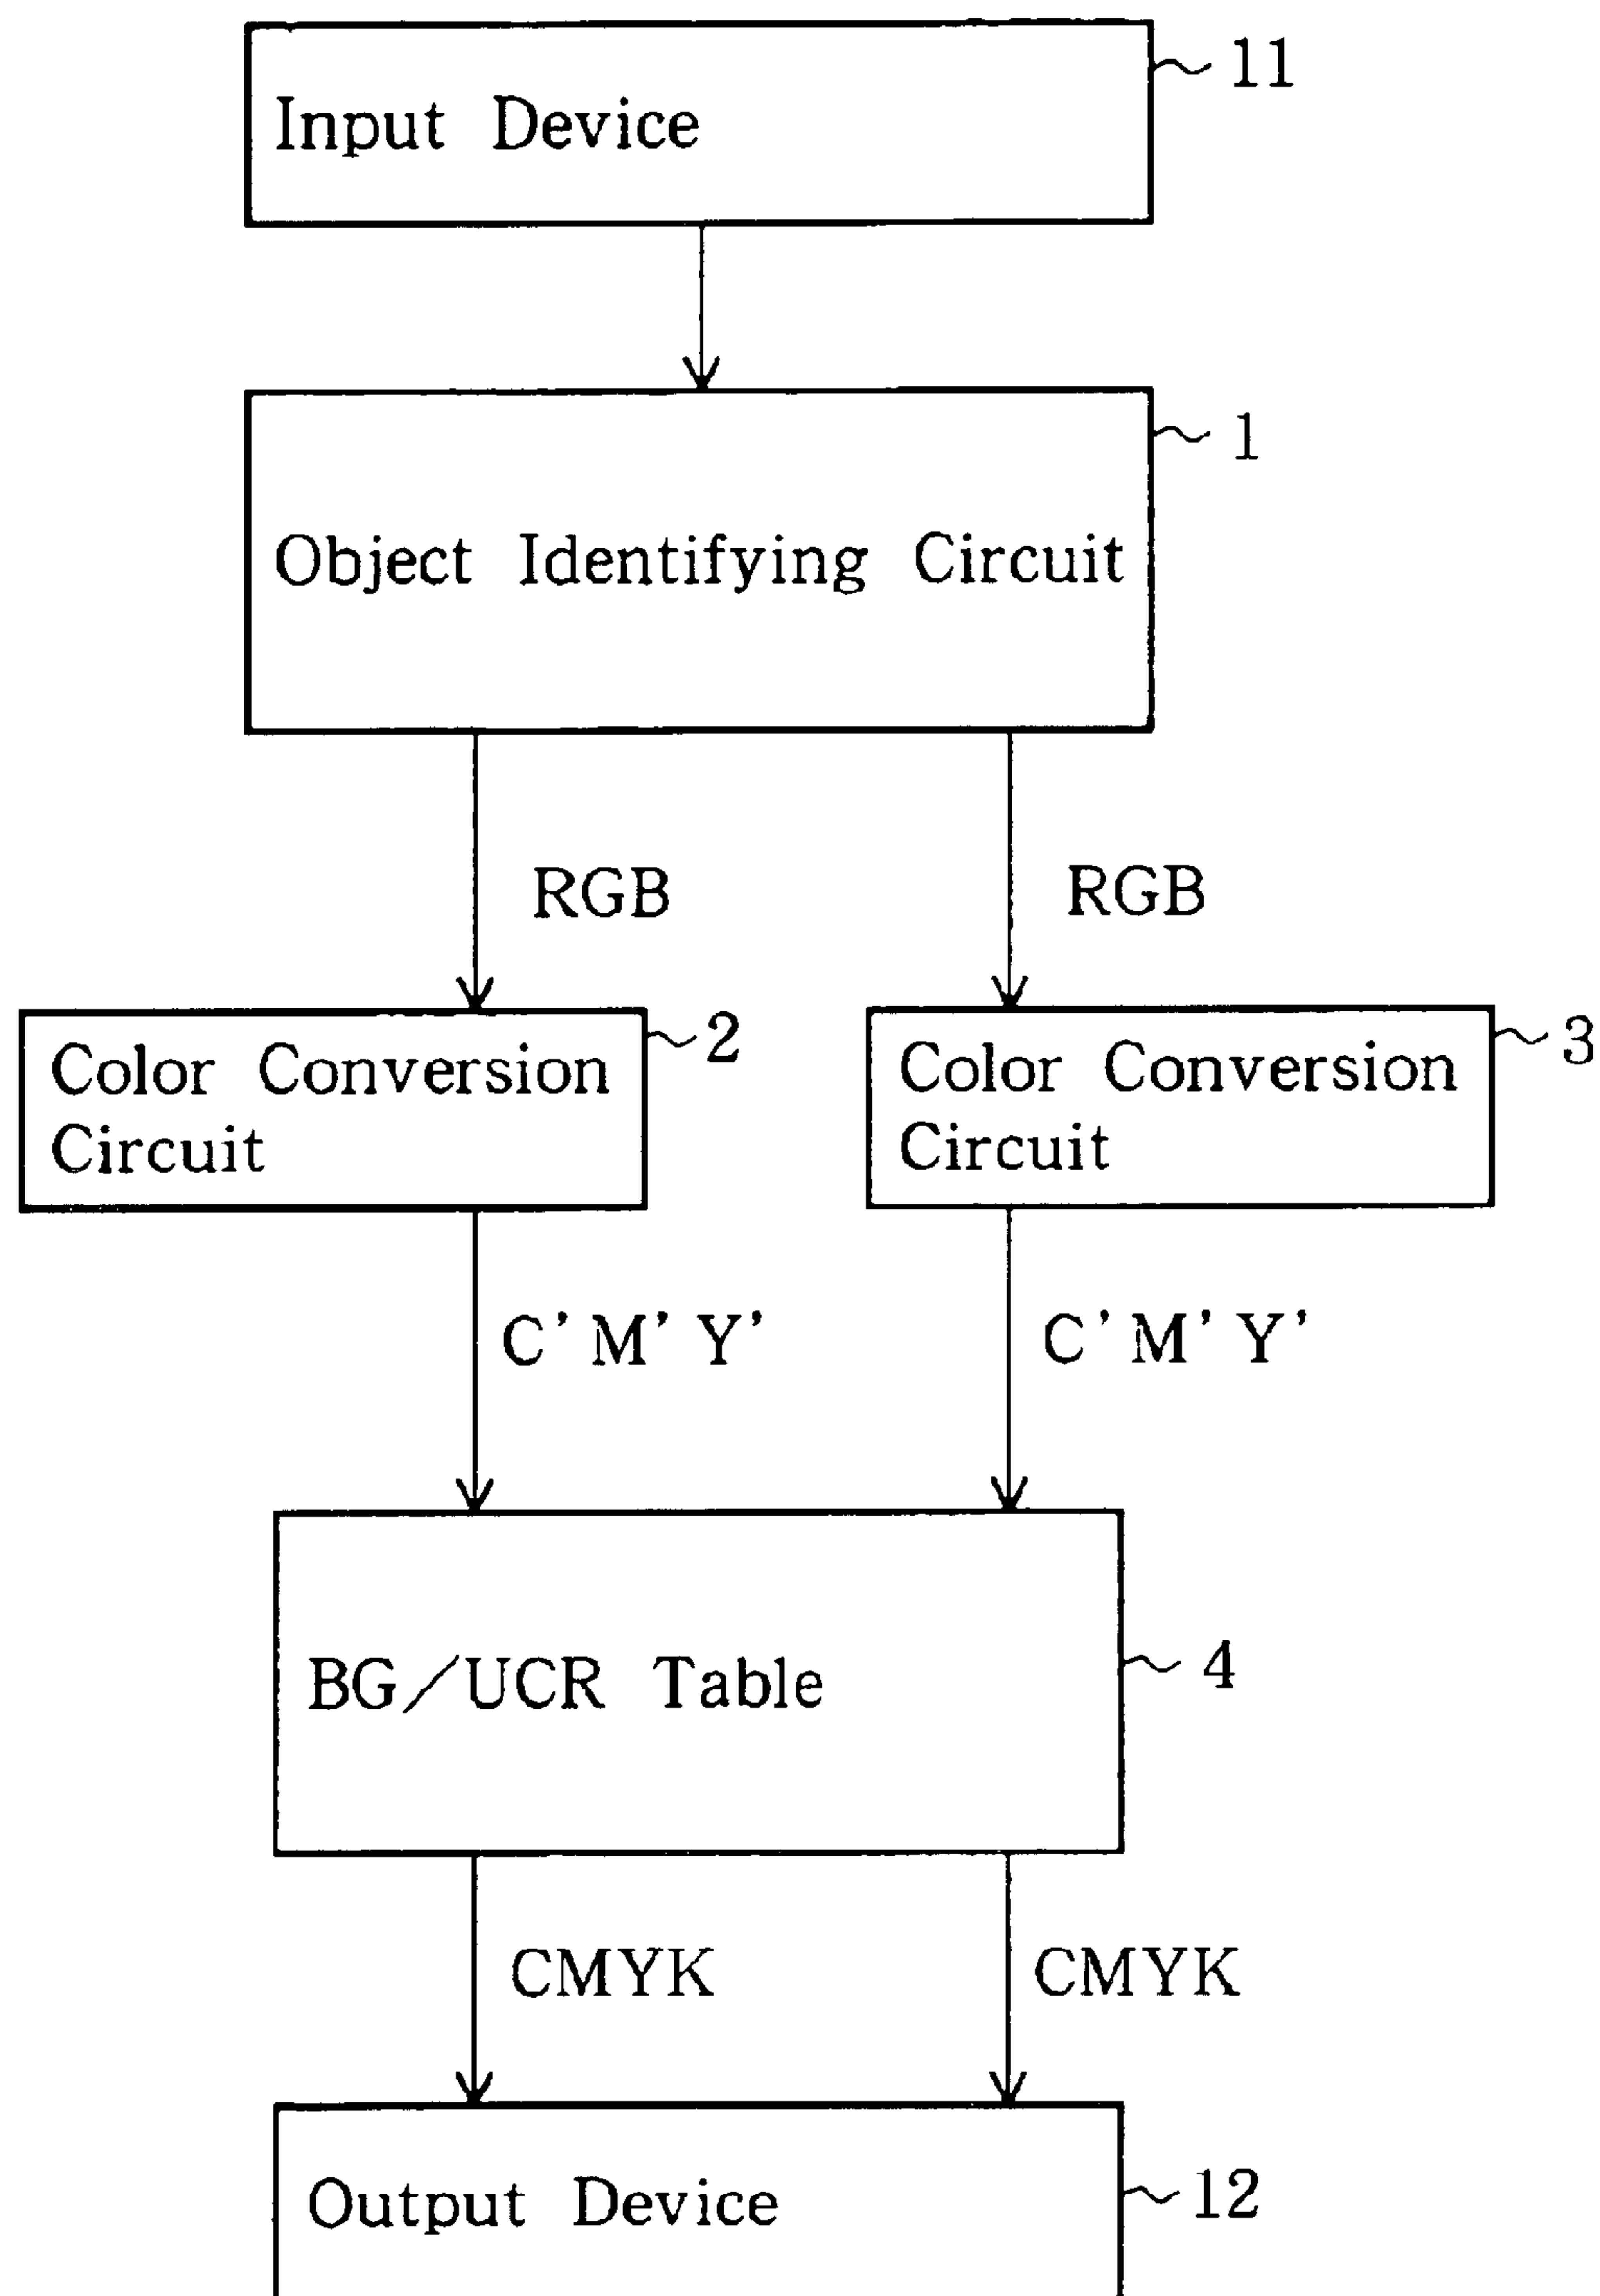 Input Device
11
Object Identifying Circuit
1
RGB
RGB
Color Conversion
Circuit
2
Color Conversion
Circuit
3
C' M' Y'
C' M' Y'
BG/UCR Table
4
CMYK
CMYK
Output Device
12